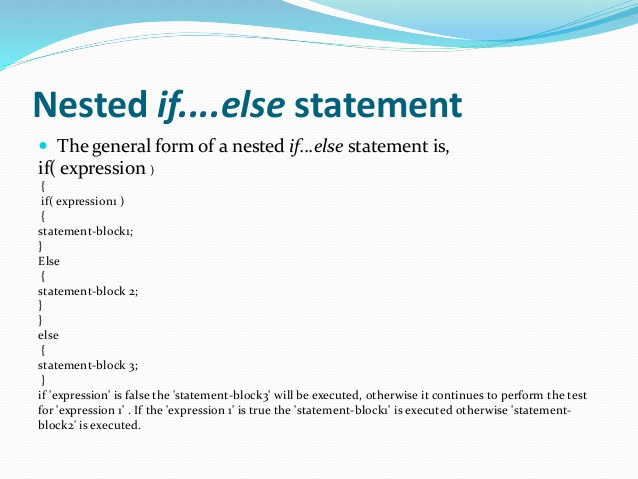 Nested if....else statement
The general form of a nested if...else statement is,
if( expression )
{
if( expression1 )
{
statement-block1;
}
Else
{
statement-block 2;
}
}
else
{
statement-block 3;
}
if 'expression' is false the 'statement-block3' will be executed, otherwise it continues to perform the test
for 'expression 1' . If the 'expression 1' is true the 'statement-block1' is executed otherwise 'statement-
block2' is executed.